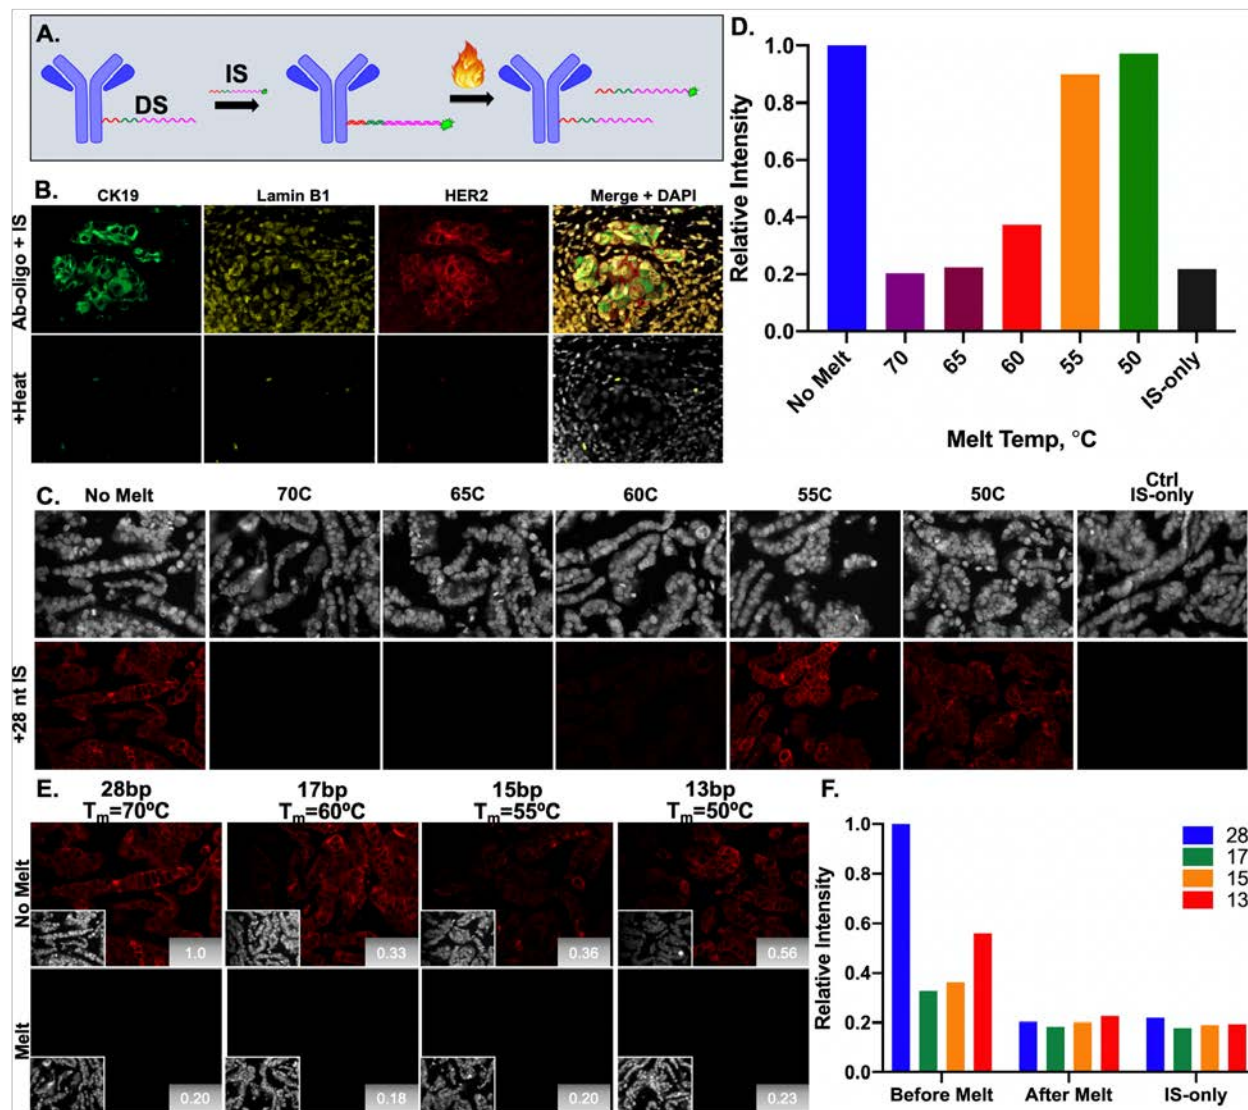 A.
DS
IS
B.
CK19 Lamin B1 HER2 Merge + DAPI
Ab-oligo + IS
+Heat
C.
No Melt 70C 65C 60C 55C 50C Ctrl
IS-only
+28 nt IS
D.
Relative Intensity
1.0
0.8
0.6
0.4
0.2
0.0
No Melt 70 65 60 55 50 IS-only
Melt Temp, °C
E.
28bp 17bp 15bp 13bp
Tm=70ºC Tm=60ºC Tm=55ºC Tm=50ºC
No Melt
1.0 0.33 0.36 0.56
Melt
0.20 0.18 0.20 0.23
F.
Relative Intensity
1.0
0.8
0.6
0.4
0.2
0.0
28
17
15
13
Before Melt After Melt IS-only